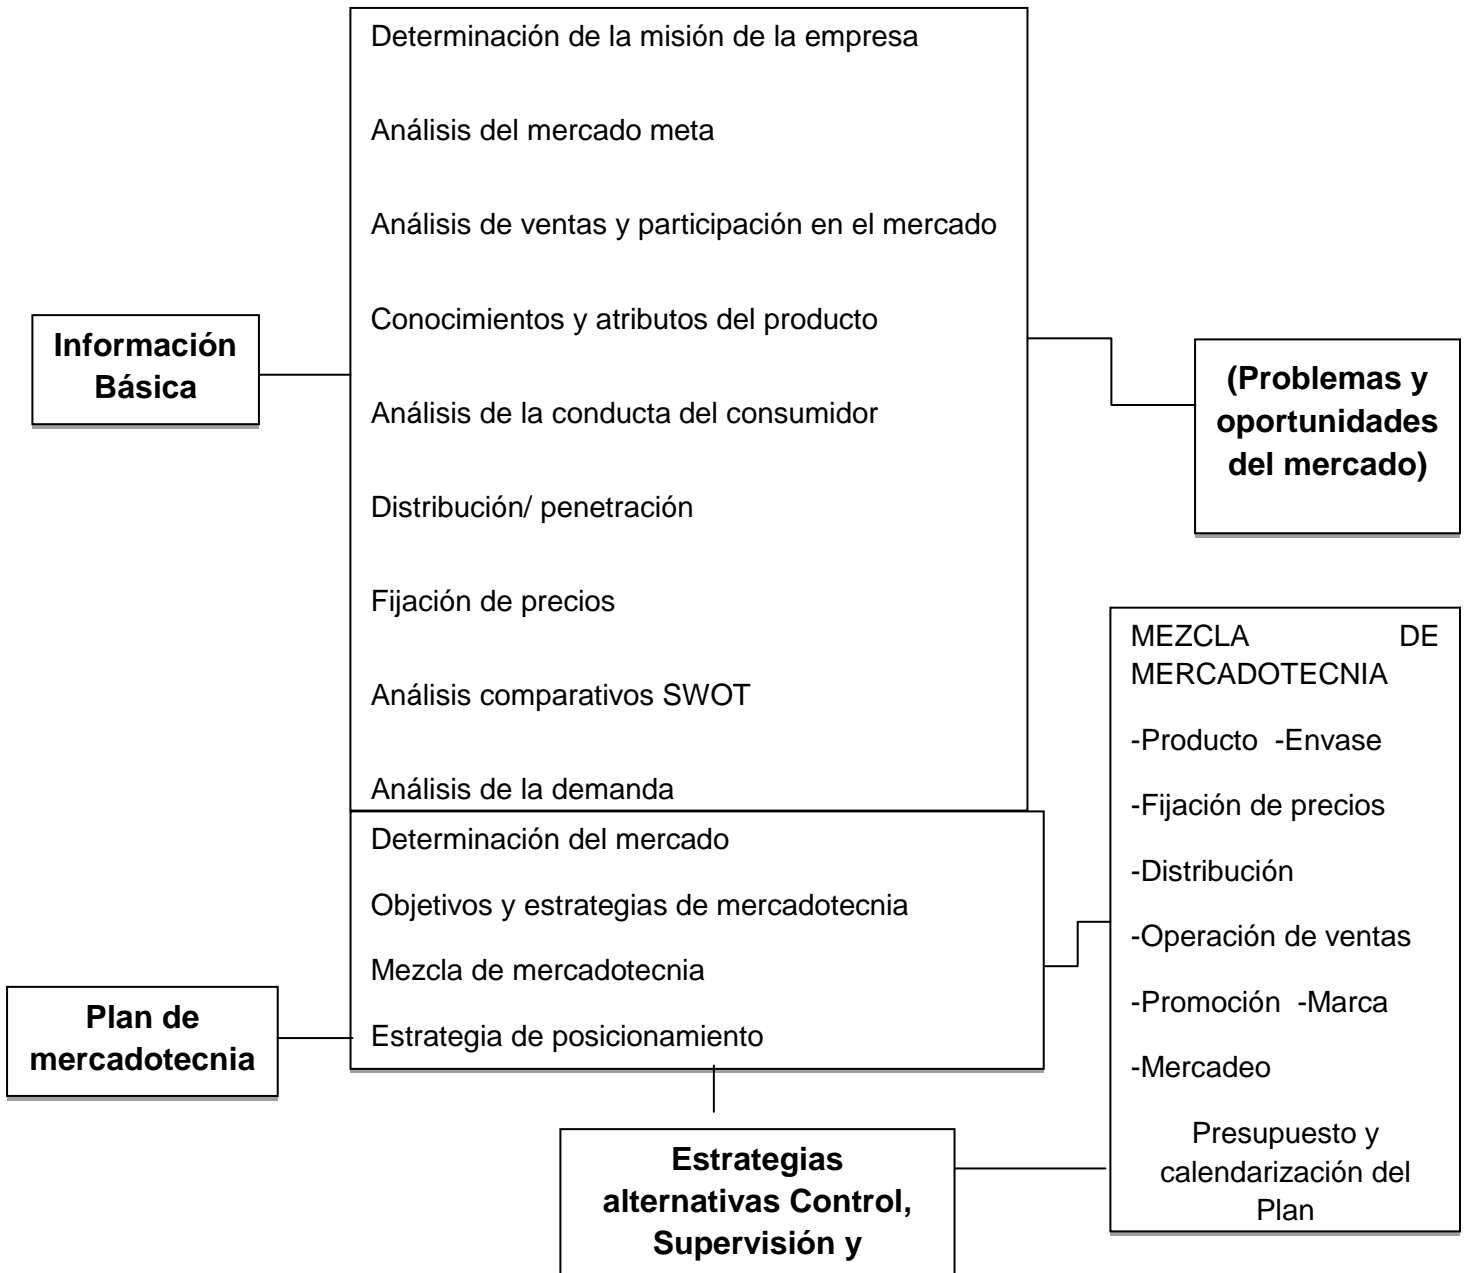 Determinación de la misión de la empresa
Análisis del mercado meta
Análisis de ventas y participación en el mercado
Conocimientos y atributos del producto
Análisis de la conducta del consumidor
Distribución/ penetración
Fijación de precios
Análisis comparativos SWOT
Análisis de la demanda
Información
Básica
(Problemas y
oportunidades
del mercado)
Determinación del mercado
Objetivos y estrategias de mercadotecnia
Mezcla de mercadotecnia
Estrategia de posicionamiento
Plan de
mercadotecnia
MEZCLA DE
MERCADOTECNIA
-Producto -Envase
-Fijación de precios
-Distribución
-Operación de ventas
-Promoción -Marca
-Mercadeo
Presupuesto y
calendarización del
Plan
Estrategias
alternativas Control,
Supervisión y